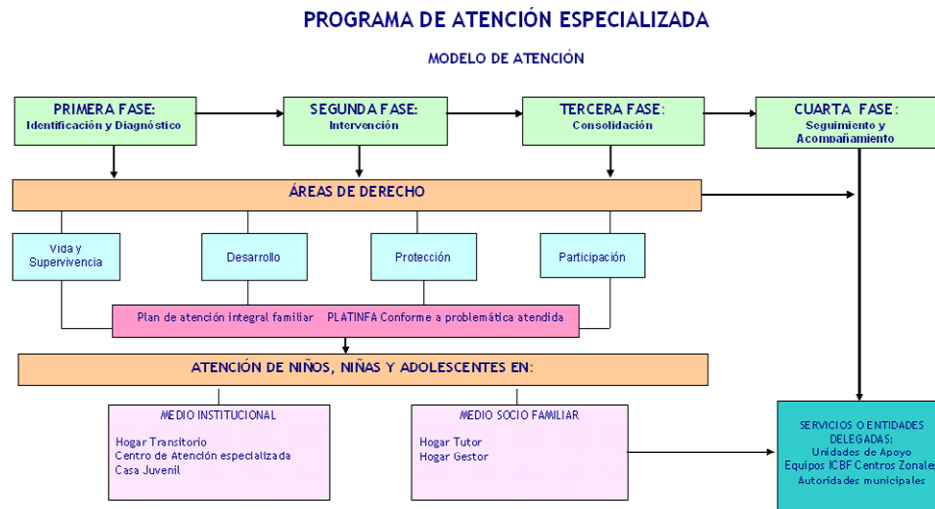 PROGRAMA DE ATENCIÓN ESPECIALIZADA
MODELO DE ATENCIÓN
PRIMERA FASE:
Identificación y Diagnóstico
SEGUNDA FASE:
Intervención
TERCERA FASE:
Consolidación
CUARTA FASE:
Seguimiento y
Acompañamiento
ÁREAS DE DERECHO
Vida y
Supervivencia
Desarrollo
Protección
Participación
Plan de atención integral familiar PLATINFA Conforme a problemática atendida
ATENCIÓN DE NIÑOS, NIÑAS Y ADOLESCENTES EN:
MEDIO INSTITUCIONAL
Hogar Transitorio
Centro de Atención especializada
Casa Juvenil
MEDIO SOCIO FAMILIAR
Hogar Tutor
Hogar Gestor
SERVICIOS O ENTIDADES
DELEGADAS:
Unidades de Apoyo
Equipos ICBF Centros Zonales
Autoridades municipales